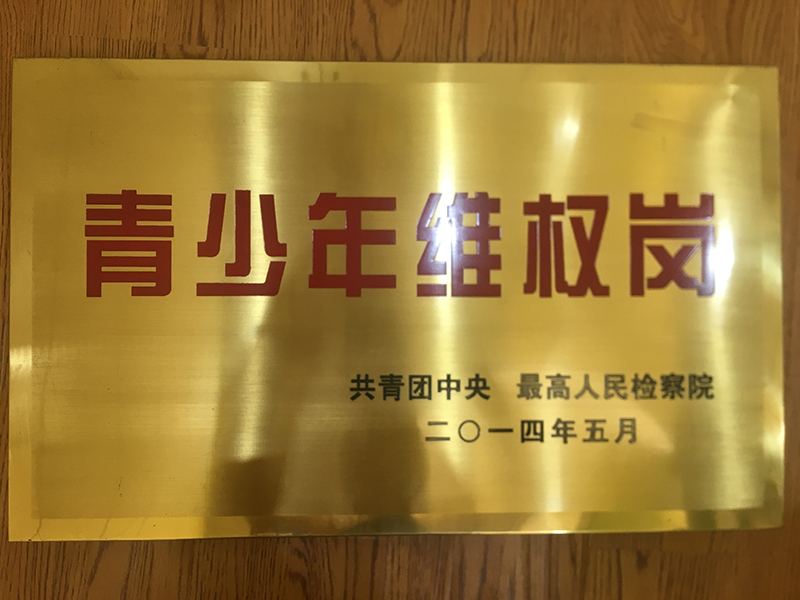 青少年维权岗
共青团中央 最高人民检察院
二〇一四年五月